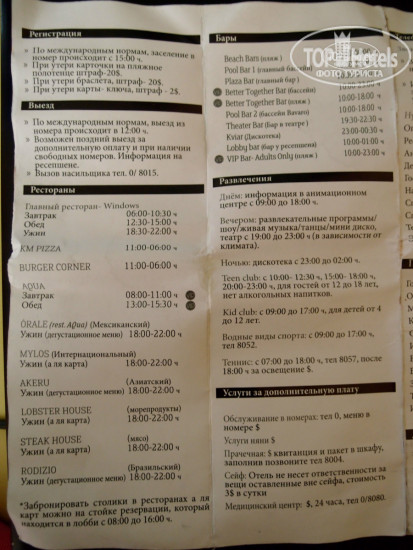 Регистрация
» По международным нормам, заселение в
номер происходит с 15:00 ч.
» При утери карточки на пляжное
полотенце штраф-20$.
» При утери браслета, штраф- 20$.
» При утери карты- ключа, штраф - 2$.
Выезд
» По международным нормам, выезд из
номера происходит в 12:00 ч.
» Возможен поздний выезд за
дополнительную оплату и при наличии
свободных номеров. Информация на
ресепшене.
» Вызов насильщика тел. 0/ 8015.
Рестораны
Главный ресторан- Windows
Завтрак 06:00-10:30 ч
Обед 12:30-15:00 ч
Ужин 18:30-22:00 ч
KM PIZZA 11:00-06:00 ч
BURGER CORNER 11:00-06:00 ч
AQUA
Завтрак 08:00-11:00 ч
Обед 13:00-15:30 ч
ÓRALE (rest. Aqua) (Мексиканский)
Ужин (дегустационное меню) 18:00-22:00 ч
MYLOS (Интернациональный)
Ужин (а ля карта) 18:00-22:00 ч
AKERU (Азиатский)
Ужин (дегустационное меню) 18:00-22:00 ч
LOBSTER HOUSE (морепродукты)
Ужин (а ля карта) 18:00-22:00 ч
STEAK HOUSE (мясо)
Ужин (а ля карта) 18:00-22:00 ч
RODIZIO (Бразильский)
Ужин (дегустационное меню) 18:00-22:00 ч
*Забронировать столики в ресторанах а ля
карт можно на стойке резерваций, который
находится в лобби с 08:00 до 16:00 ч.
Бары
Beach Bar (пляж)
Pool Bar 1 (главный бассейн)
Plaza Bar (главный бар)
Better Together Bar (бассейн)
Better Together Bar (пляж) 10:00-18:00 ч
Pool Bar 2 (бассейн Bavaro) 10:00-18:00 ч
Theater Bar (бар в театре) 19:30-22:30
Kviar (Дискотека) 23:00-00:30
Lobby bar (бар у ресепшена) 10:00-01:00 ч
VIP Bar- Adults Only (пляж) 10:00-23:00 ч
Развлечения
Днём: информация в анимационном
центре с 09:00 до 18:00 ч.
Вечером: развлекательные программы/
шоу/живая музыка/танцы/мини диско,
театр с 19:00 до 23:00 ч (в зависимости от
климата).
Ночью: дискотека с 23:00 до 02:00 ч.
Teen club: с 10:00- 12:30 ч, 15:00- 18:00 ч,
20:00-23:00 ч, для гостей от 12 до 18 лет,
нет алкогольных напитков.
Kid club: с 09:00 до 17:00 ч, для детей от 4
до 12 лет.
Водные виды спорта: с 09:00 до 17:00 ч,
тел 8052.
Теннис: с 07:00 до 18:00 ч, тел 8057, после
18:00 ч за освещение $.
Услуги за дополнительную плату
Обслуживание в номерах: тел 0, меню в
номере $
Услуги няни $
Прачечная: $ квитанция и пакет в шкафу,
заполнив позвоните тел 8004.
Сейф: Отель не несет ответственности за
вещи оставленные вне сейфа, стоимость
3$ в сутки
Медицинский центр: $, 24 часа, тел 0/8080.
TOPHotels
ФОТО ТУРИСТА